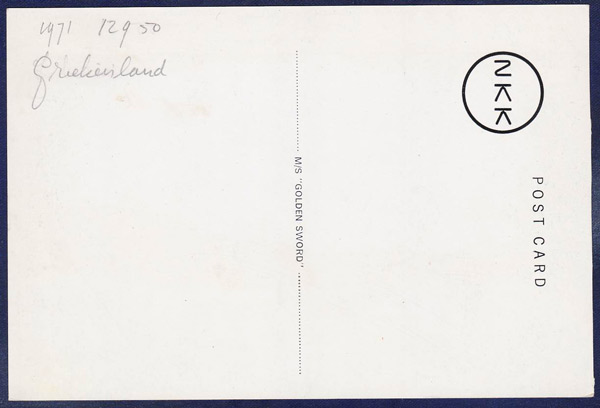 1971 12950
Griekenland
M/S "GOLDEN SWORD"
NKK
POST CARD